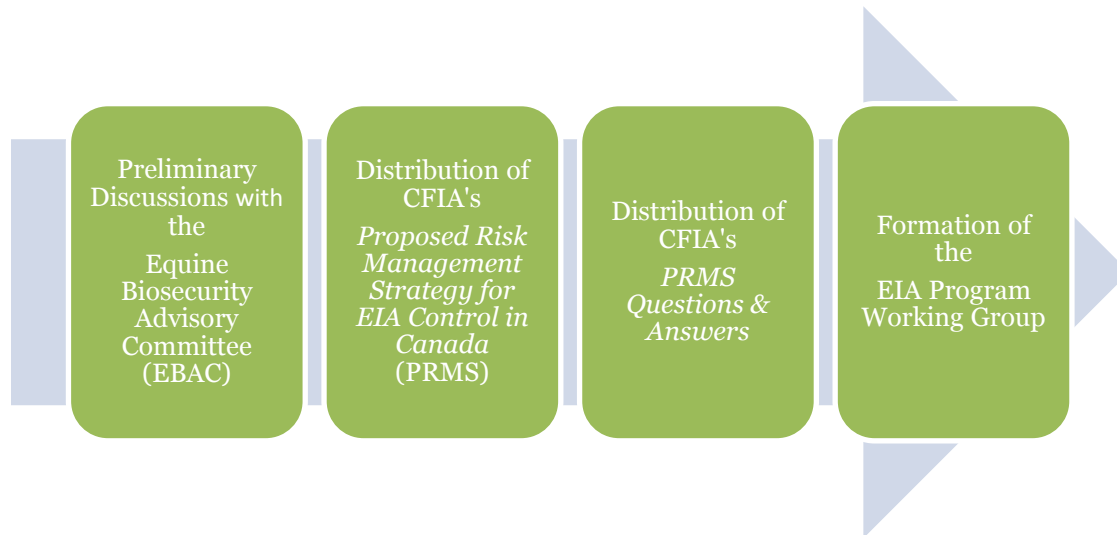 Preliminary
Discussions with
the
Equine
Biosecurity
Advisory
Committee
(EBAC)
Distribution of
CFIA's
Proposed Risk
Management
Strategy for
EIA Control in
Canada
(PRMS)
Distribution of
CFIA's
PRMS
Questions &
Answers
Formation of
the
EIA Program
Working Group